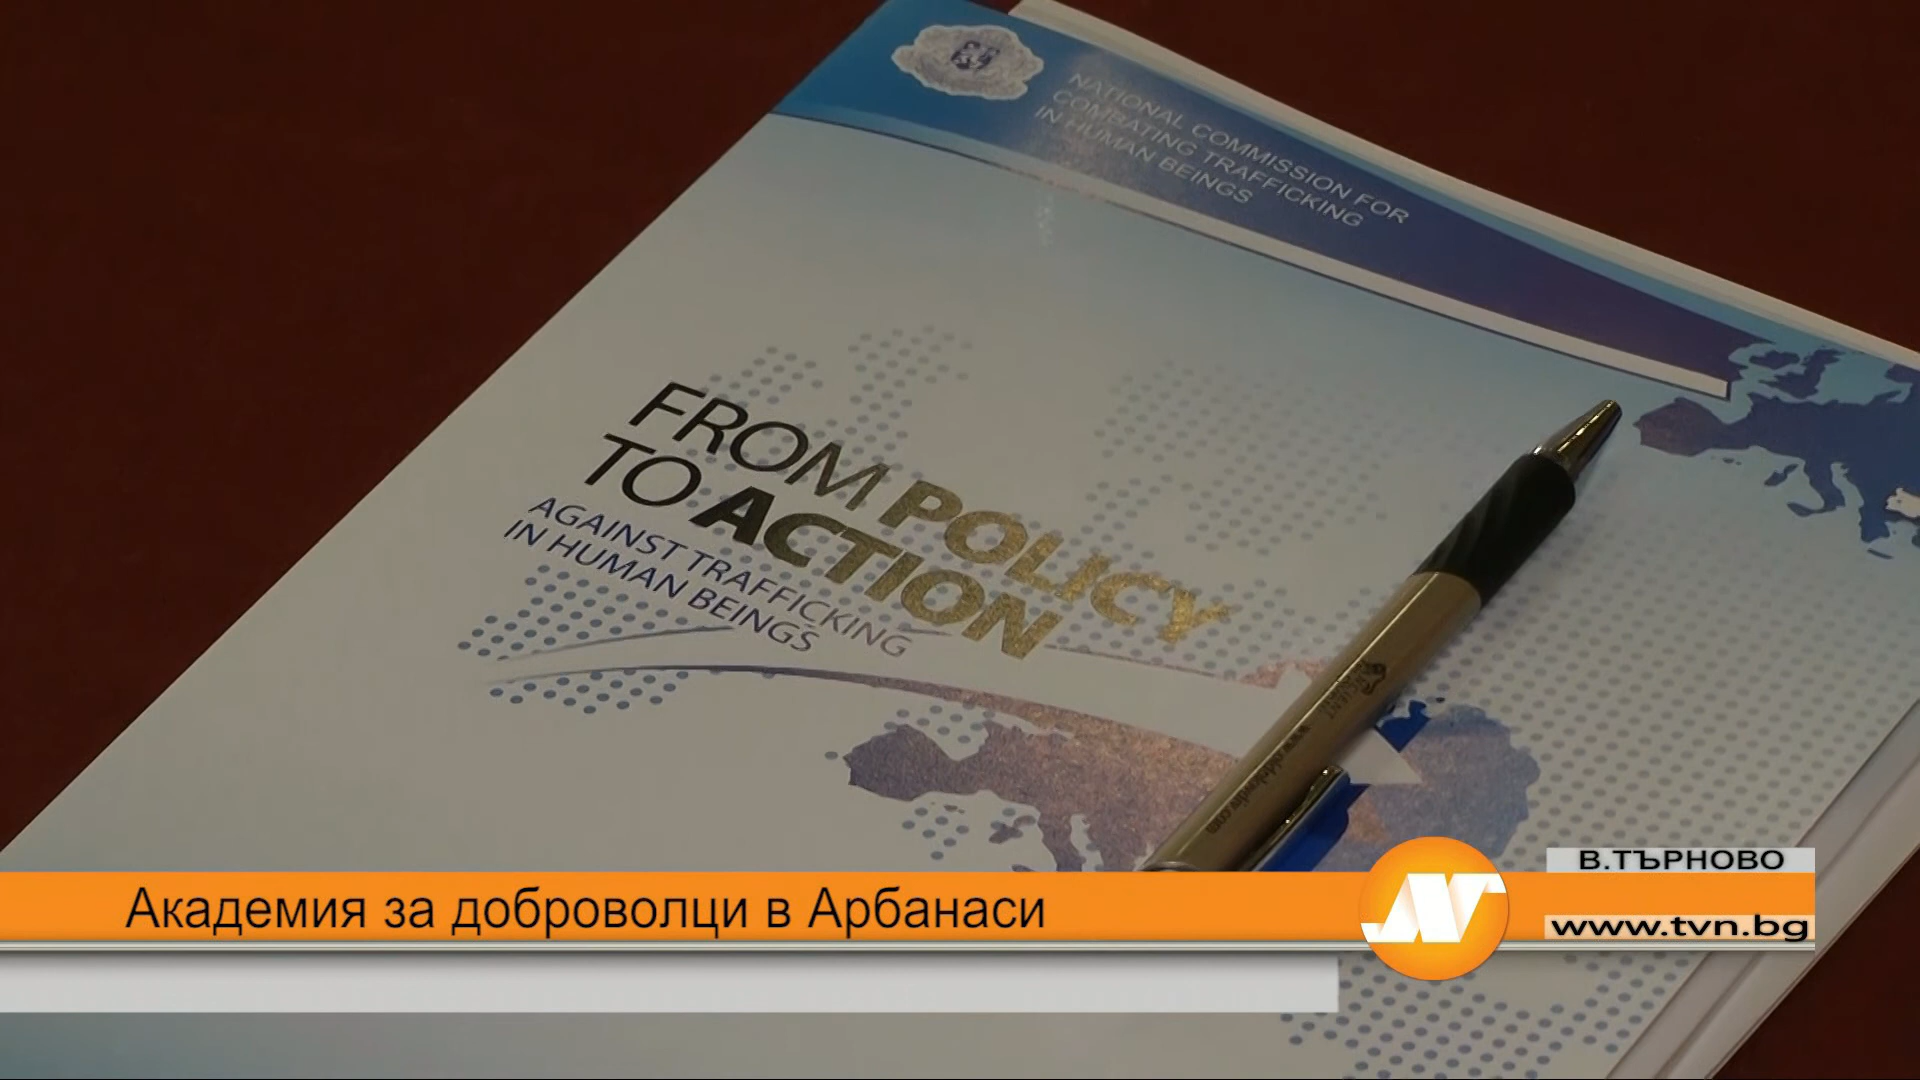 NATIONAL COMMISSION FOR
COMBATING TRAFFICKING
IN HUMAN BEINGS
FROM POLICY
TO ACTION
AGAINST TRAFFICKING
IN HUMAN BEINGS
Академия за доброволци в Арбанаси
В.ТЪРНОВО
www.tvn.bg